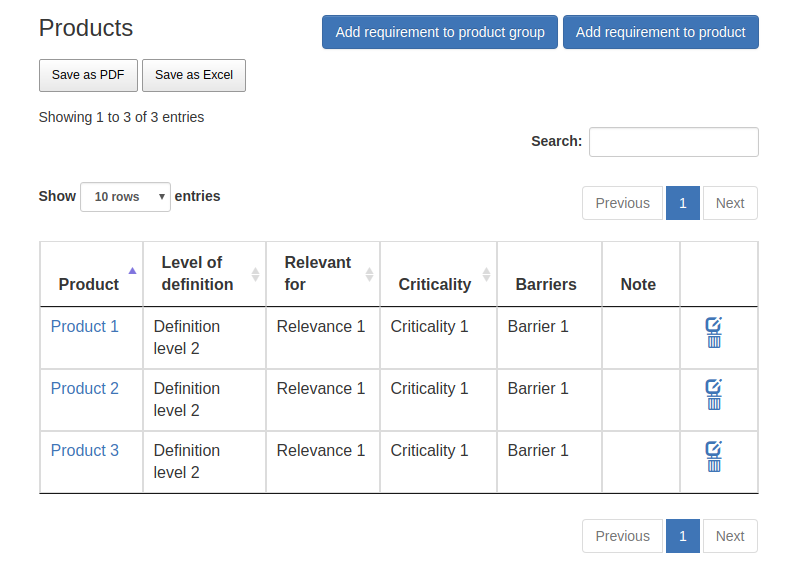 Products
Add requirement to product group
Add requirement to product
Save as PDF
Save as Excel
Showing 1 to 3 of 3 entries
Search:
Show 10 rows entries
Previous 1 Next
Product Level of definition Relevant for Criticality Barriers Note
Product 1 Definition level 2 Relevance 1 Criticality 1 Barrier 1
Product 2 Definition level 2 Relevance 1 Criticality 1 Barrier 1
Product 3 Definition level 2 Relevance 1 Criticality 1 Barrier 1
Previous 1 Next